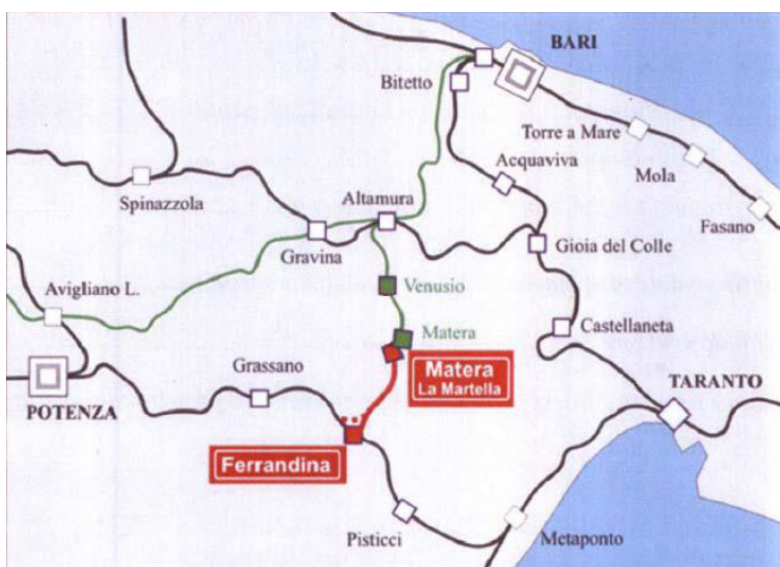 BARI
Bitetto
Torre a Mare
Acquaviva
Mola
Spinazzola
Altamura
Fasano
Gravina
Gioia del Colle
Avigliano L.
Venusio
Castellaneta
Matera
Grassano
Matera
La Martella
TARANTO
POTENZA
Ferrandina
Pisticci
Metaponto